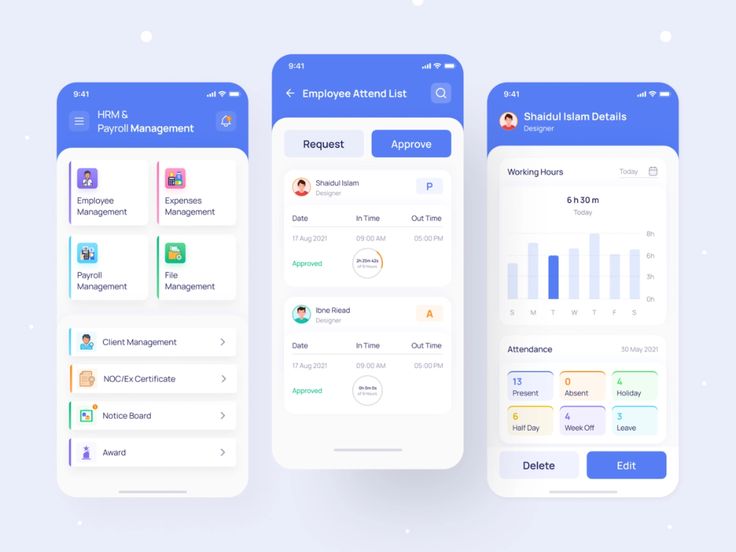 9:41
HRM &
Payroll Management
Employee
Management
Expenses
Management
Payroll
Management
File
Management
Client Management
NOC/Ex Certificate
Notice Board
Award
9:41
Employee Attend List
Request
Approve
Shaidul Islam
Designer
P
Date
In Time
Out Time
17 Aug 2021
09:00 AM
05:00 PM
Approved
2h 20m 42s
of 9 Hours
Ibne Riead
Designer
A
Date
In Time
Out Time
17 Aug 2021
09:00 AM
05:00 PM
Approved
0h 0m 0s
of 9 Hours
9:41
Shaidul Islam Details
Designer
Working Hours
Today
6 h 30 m
Today
8h
6h
3h
0h
S M T W T F S
Attendance
30 May 2021
13
Present
0
Absent
4
Holiday
6
Half Day
4
Week Off
3
Leave
Delete
Edit